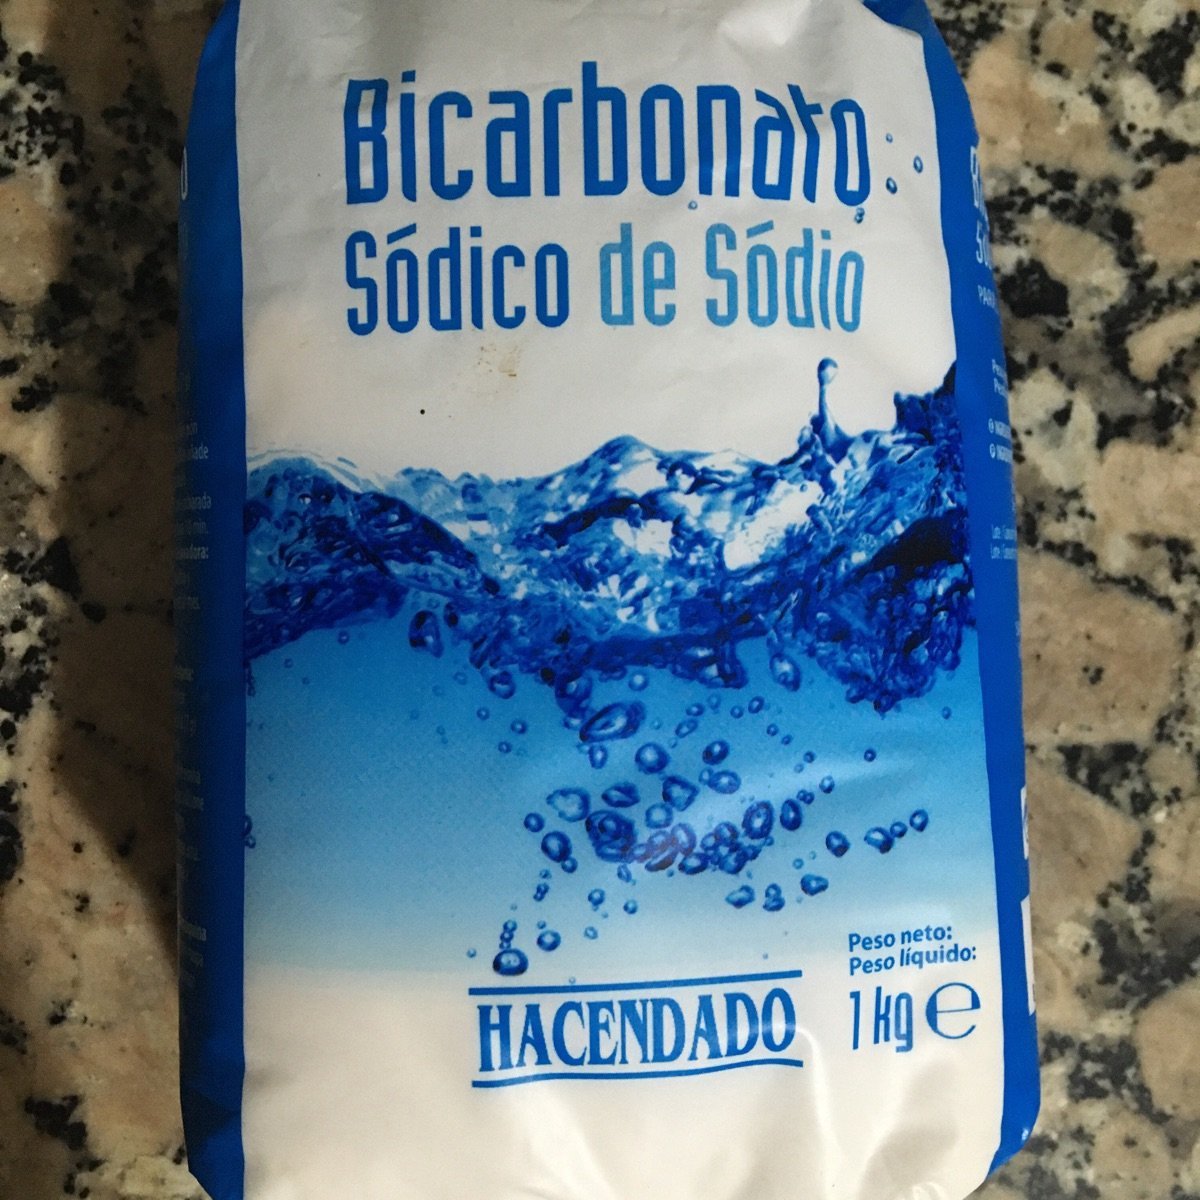 Bicarbonato
Sódico de Sódio
Peso neto:
Peso líquido:
1 kg e
HACENDADO